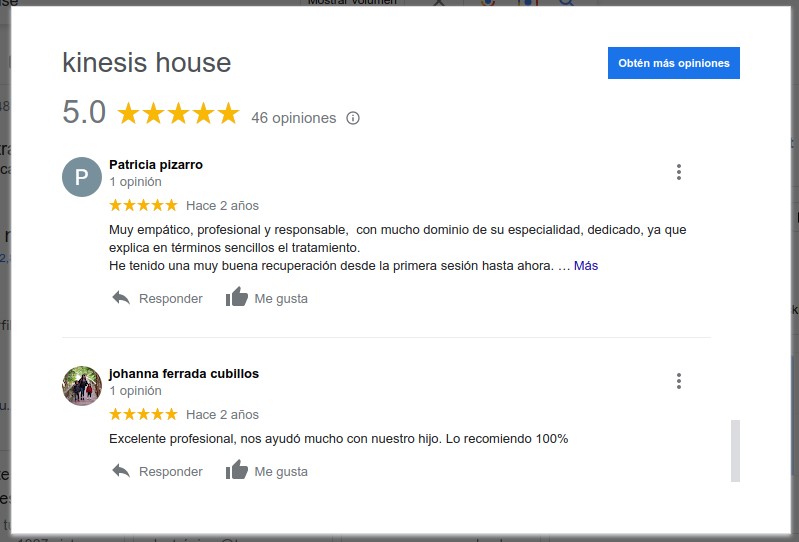 Mostrar volumen
kinesis house
Obtén más opiniones
5.0
46 opiniones
P
Patricia pizarro
1 opinión
Hace 2 años
Muy empático, profesional y responsable, con mucho dominio de su especialidad, dedicado, ya que
explica en términos sencillos el tratamiento.
He tenido una muy buena recuperación desde la primera sesión hasta ahora. … Más
Responder
Me gusta
johanna ferrada cubillos
1 opinión
Hace 2 años
Excelente profesional, nos ayudó mucho con nuestro hijo. Lo recomiendo 100%
Responder
Me gusta